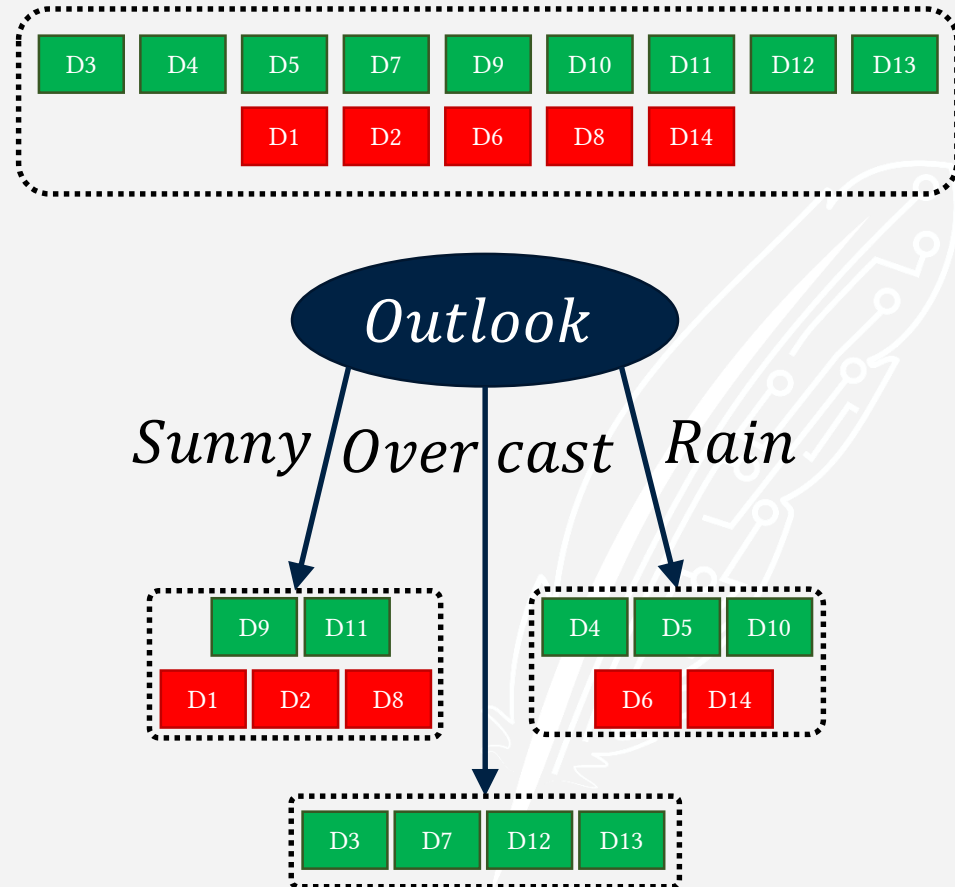 D3 D4 D5 D7 D9 D10 D11 D12 D13
D1 D2 D6 D8 D14
Outlook
Sunny Over cast Rain
D9 D11 D4 D5 D10
D1 D2 D8 D6 D14
D3 D7 D12 D13